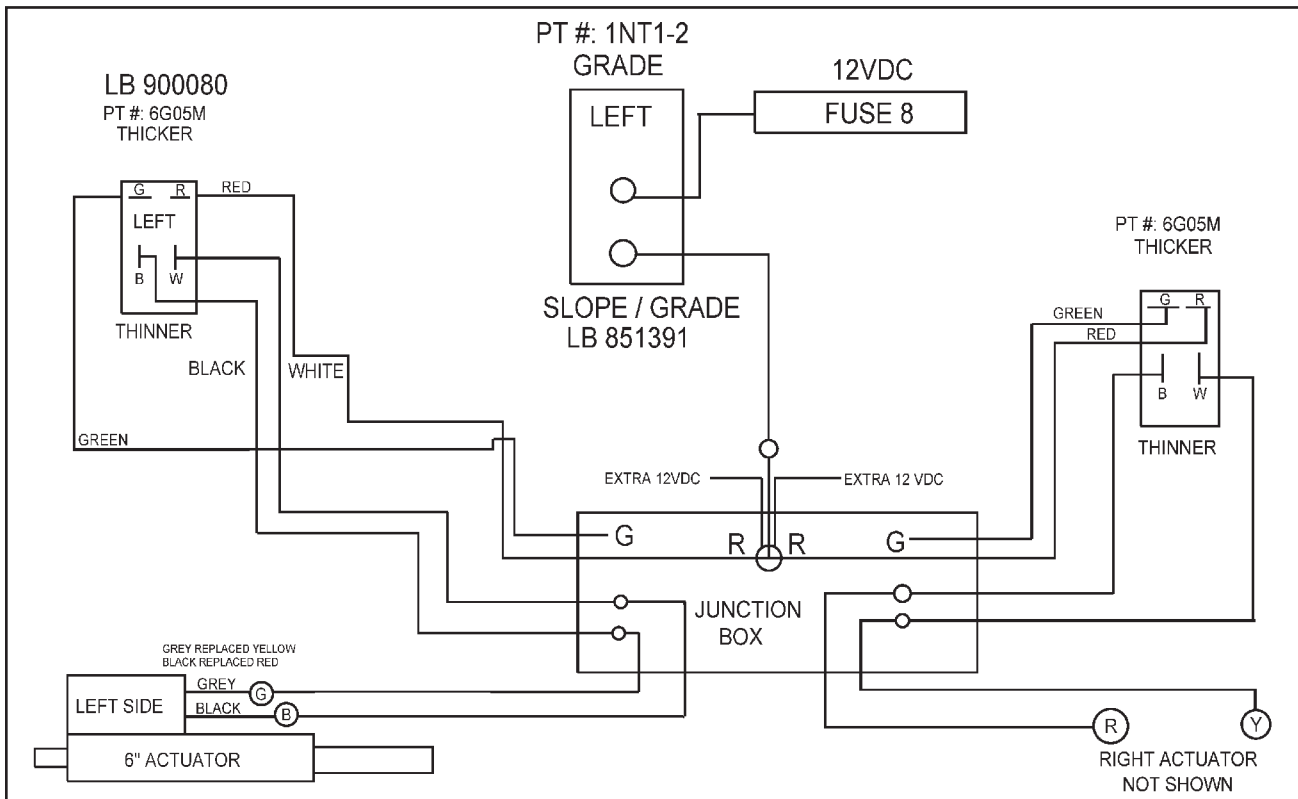 PT #: 1NT1-2
GRADE
LB 900080
PT #: 6G05M
THICKER
12VDC
LEFT
FUSE 8
G R
RED
LEFT
B W
THINNER
SLOPE / GRADE
LB 851391
BLACK
WHITE
GREEN
PT #: 6G05M
THICKER
G R
GREEN
RED
B W
THINNER
EXTRA 12VDC
EXTRA 12 VDC
G R R G
JUNCTION
BOX
GREY REPLACED YELLOW
BLACK REPLACED RED
GREY G
LEFT SIDE
BLACK B
6" ACTUATOR
R Y
RIGHT ACTUATOR
NOT SHOWN